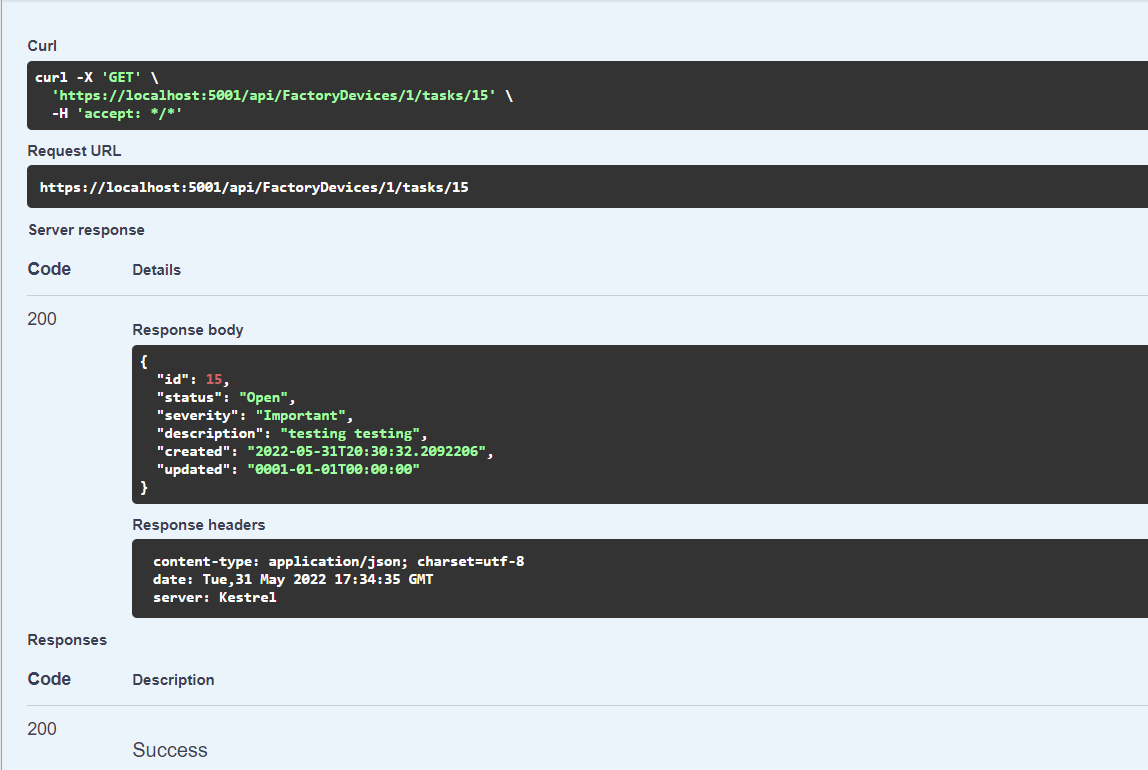 Curl
curl -X 'GET' \
'https://localhost:5001/api/FactoryDevices/1/tasks/15' \
-H 'accept: */*'
Request URL
https://localhost:5001/api/FactoryDevices/1/tasks/15
Server response
Code Details
200
Response body
{
"id": 15,
"status": "Open",
"severity": "Important",
"description": "testing testing",
"created": "2022-05-31T20:30:32.2092206",
"updated": "0001-01-01T00:00:00"
}
Response headers
content-type: application/json; charset=utf-8
date: Tue,31 May 2022 17:34:35 GMT
server: Kestrel
Responses
Code Description
200
Success